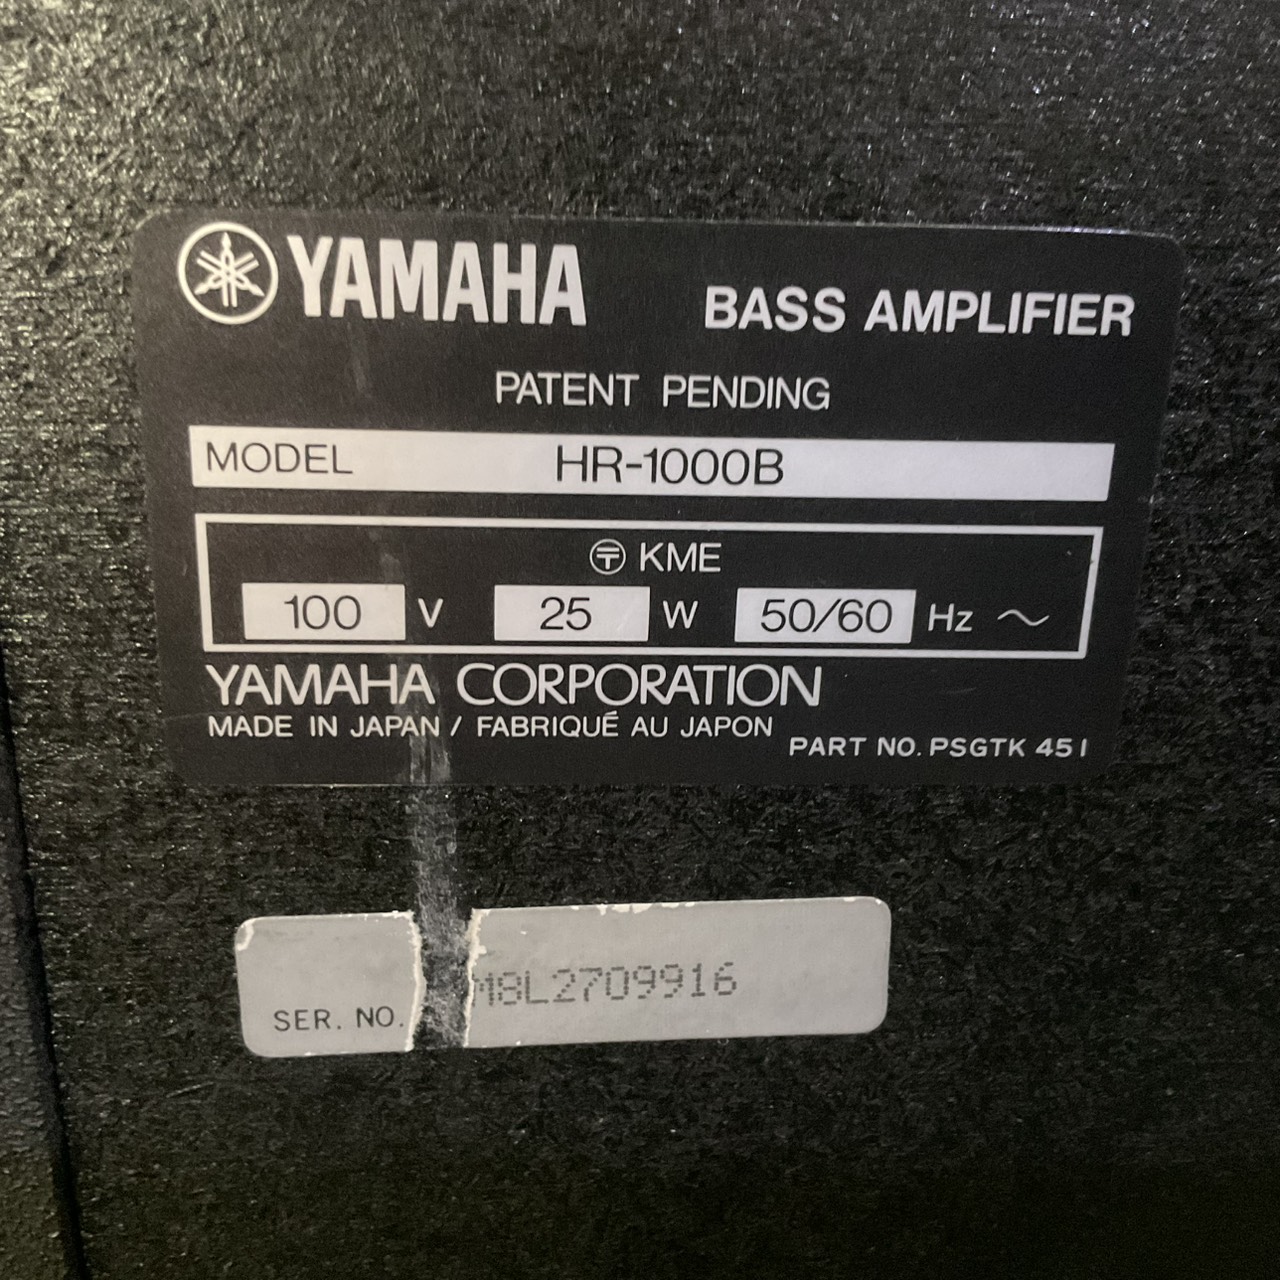 YAMAHA BASS AMPLIFIER
PATENT PENDING
MODEL HR-1000B
〶 KME
100 V 25 W 50/60 Hz ~
YAMAHA CORPORATION
MADE IN JAPAN / FABRIQUÉ AU JAPON
PART NO. PSGTK 451
M8L2709916
SER. NO.